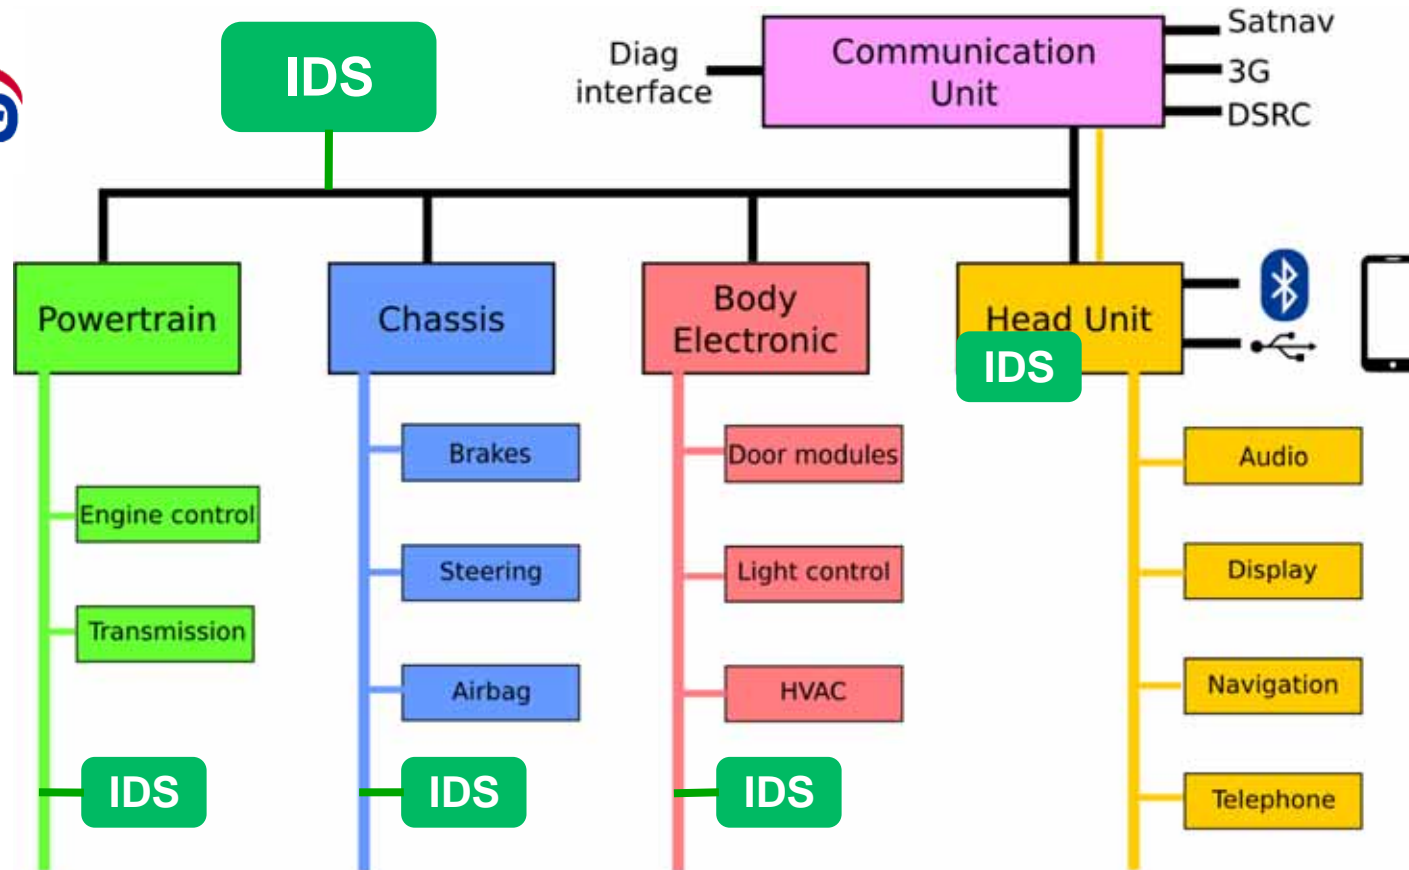 IDS
Diag
interface
Communication
Unit
Satnav
3G
DSRC
Powertrain
Chassis
Body
Electronic
Head Unit
IDS
Brakes
Door modules
Audio
Engine control
Steering
Light control
Display
Transmission
Airbag
HVAC
Navigation
IDS
IDS
IDS
Telephone